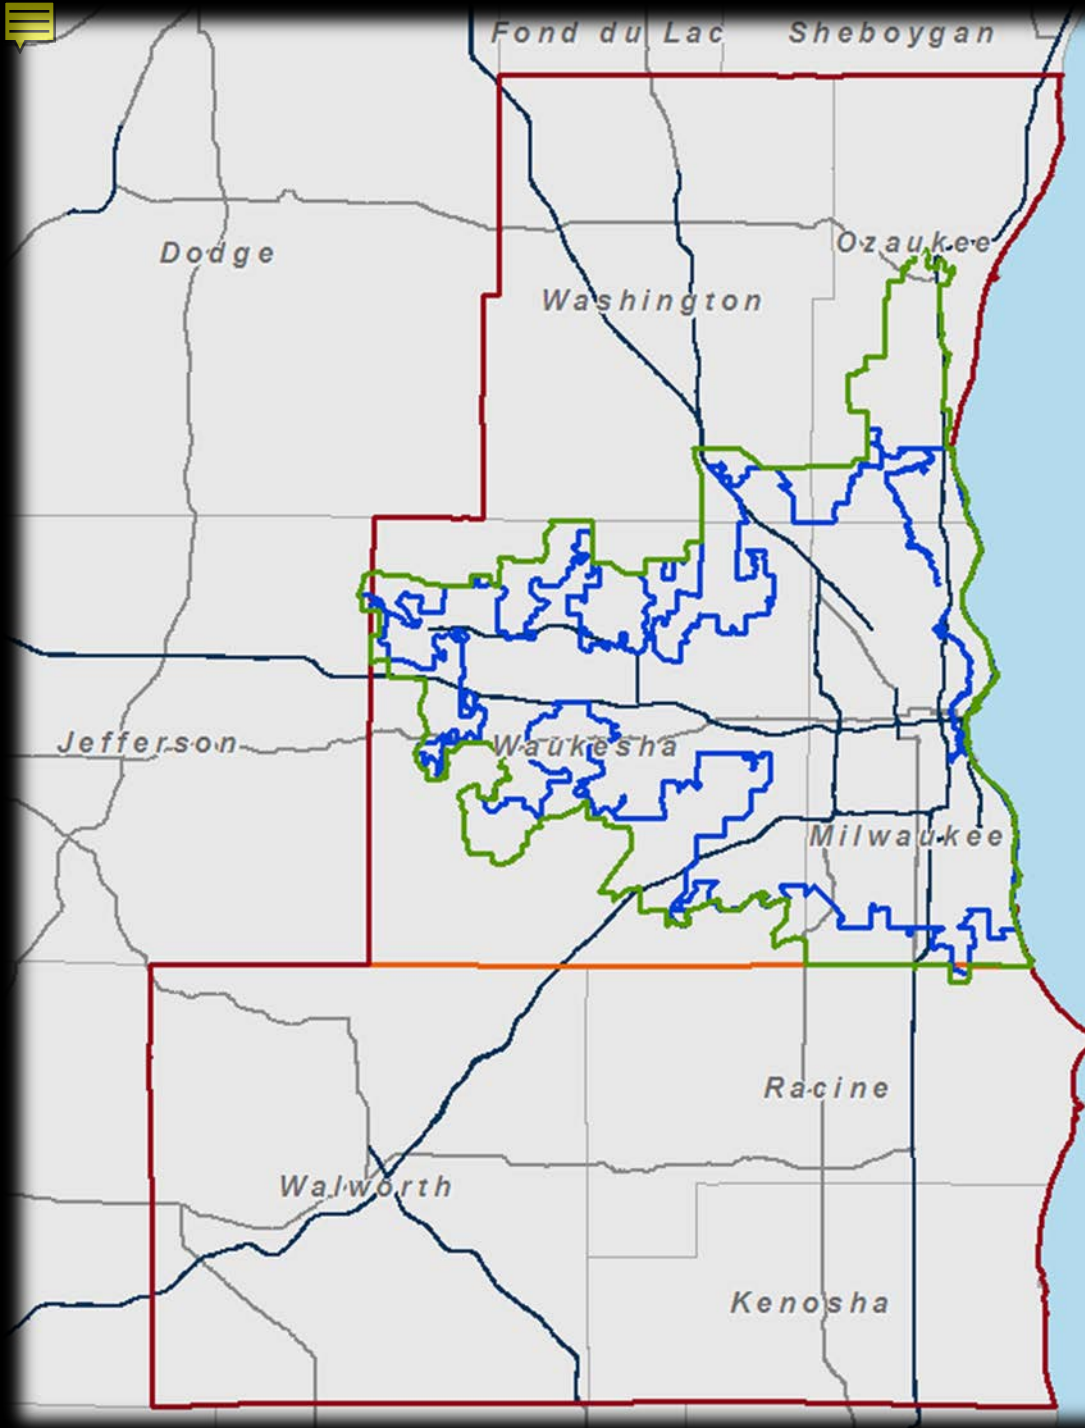 Fond du Lac
Sheboygan
Ozaukee
Dodge
Washington
Jefferson
Waukesha
Milwaukee
Racine
Walworth
Kenosha